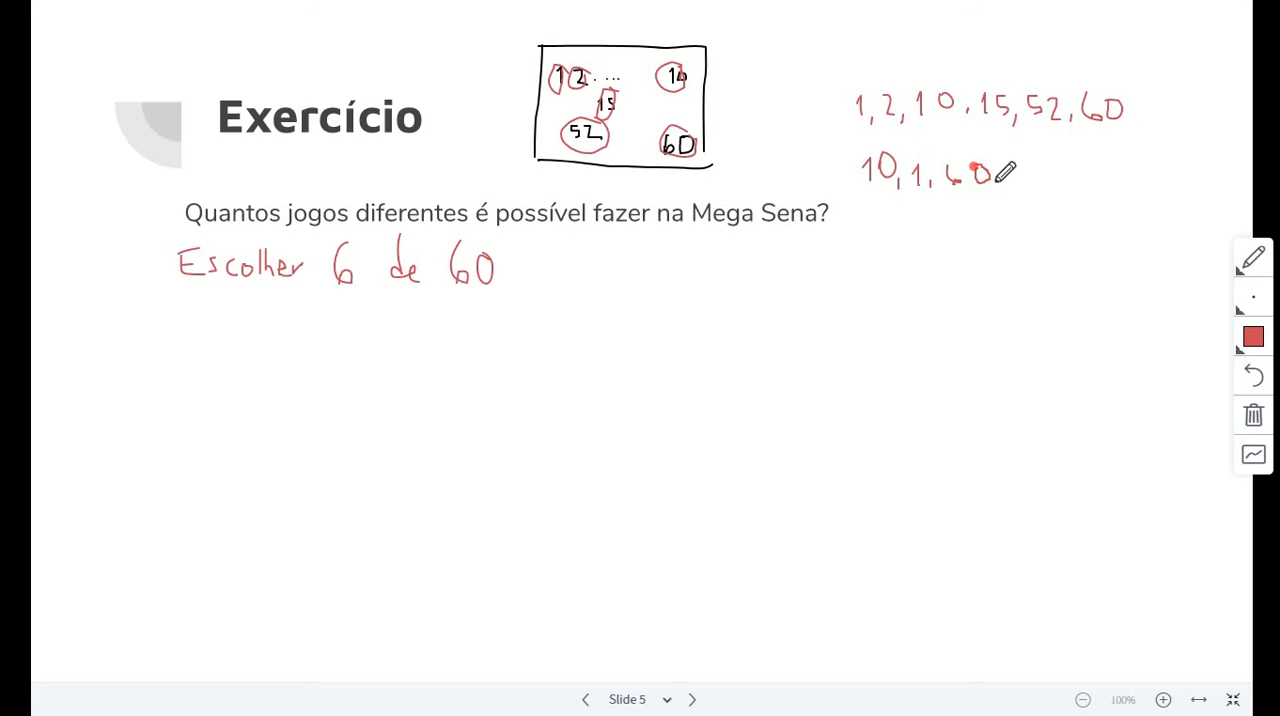 1 2 . ... 10
15
52 60
Exercício
1, 2, 10, 15, 52, 60
10, 1, 60
Quantos jogos diferentes é possível fazer na Mega Sena?
Escolher 6 de 60
Slide 5
100%